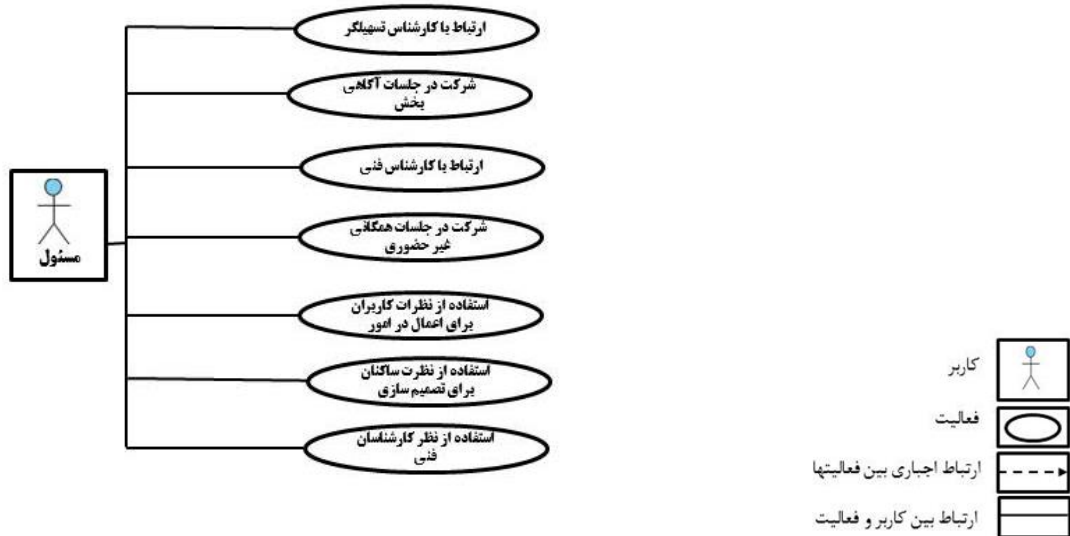 ارتباط با کارشناس تسهیلگر
شرکت در جلسات آگاهی
بخش
ارتباط با کارشناس فنی
شرکت در جلسات همگانی
غیر حضوری
استفاده از نظرات کاربران
برای اعمال در امور
استفاده از نظرت ساکنان
برای تصمیم سازی
استفاده از نظر کارشناسان
فنی
مسئول
کاربر
فعالیت
ارتباط اجباری بین فعالیتها
ارتباط بین کاربر و فعالیت